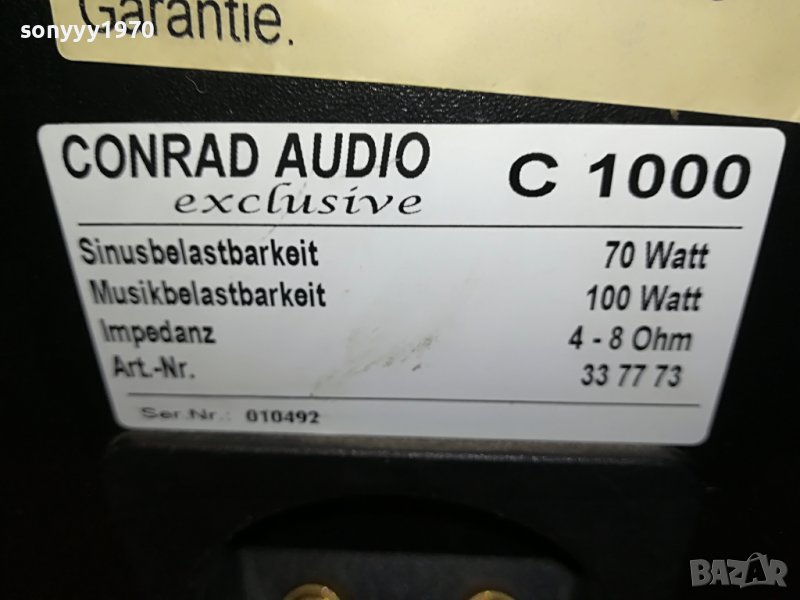 sonyyy1970
Garantie.
CONRAD AUDIO
exclusive
C 1000
Sinusbelastbarkeit 70 Watt
Musikbelastbarkeit 100 Watt
Impedanz 4 - 8 Ohm
Art.-Nr. 33 77 73
Ser.Nr.: 010492
BAZAR